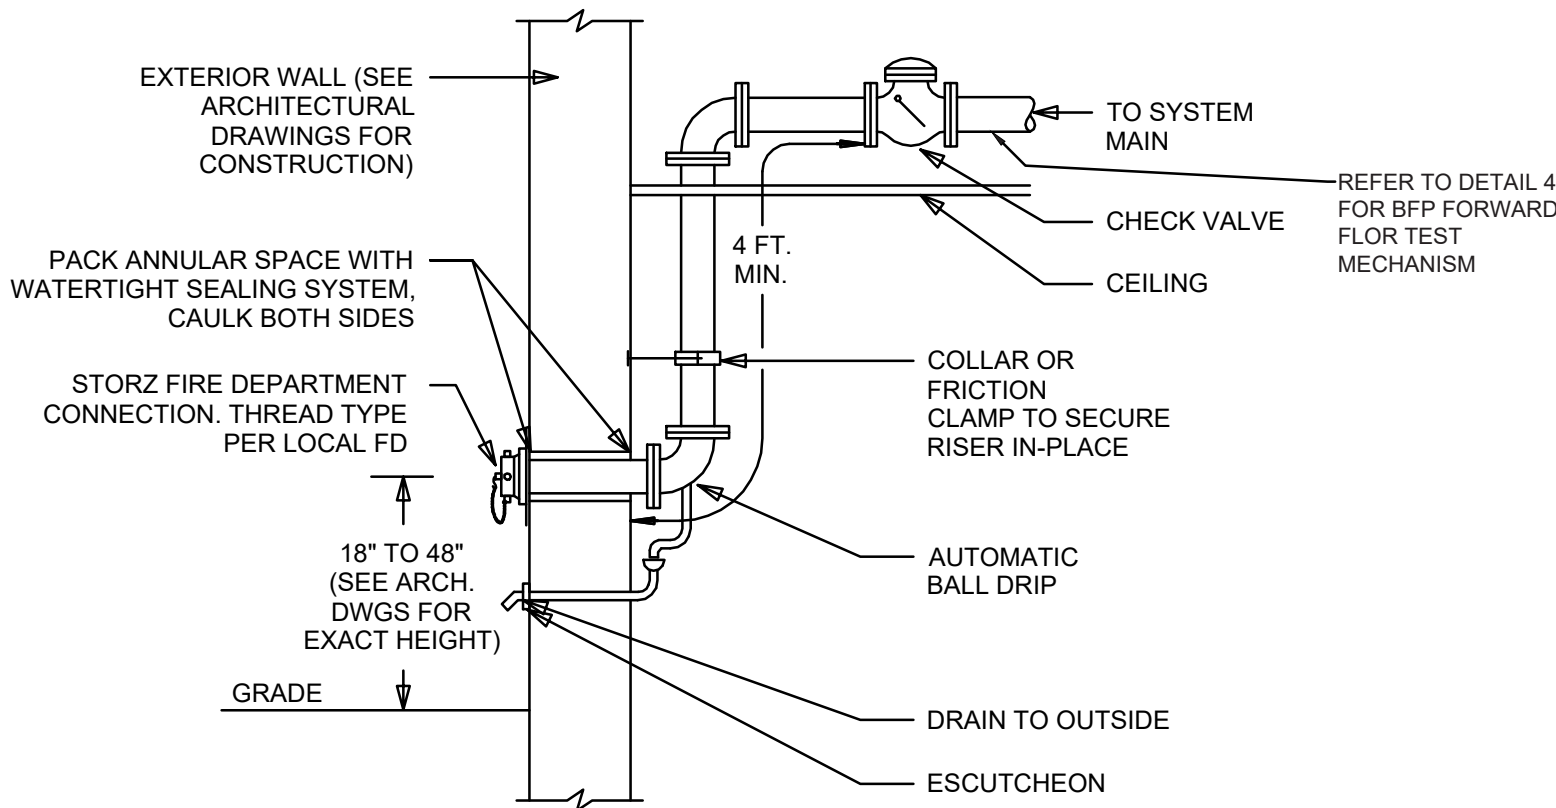 EXTERIOR WALL (SEE
ARCHITECTURAL
DRAWINGS FOR
CONSTRUCTION)
TO SYSTEM
MAIN
REFER TO DETAIL 4
FOR BFP FORWARD
FLOR TEST
MECHANISM
CHECK VALVE
CEILING
4 FT.
MIN.
PACK ANNULAR SPACE WITH
WATERTIGHT SEALING SYSTEM,
CAULK BOTH SIDES
STORZ FIRE DEPARTMENT
CONNECTION. THREAD TYPE
PER LOCAL FD
COLLAR OR
FRICTION
CLAMP TO SECURE
RISER IN-PLACE
18" TO 48"
(SEE ARCH.
DWGS FOR
EXACT HEIGHT)
AUTOMATIC
BALL DRIP
GRADE
DRAIN TO OUTSIDE
ESCUTCHEON